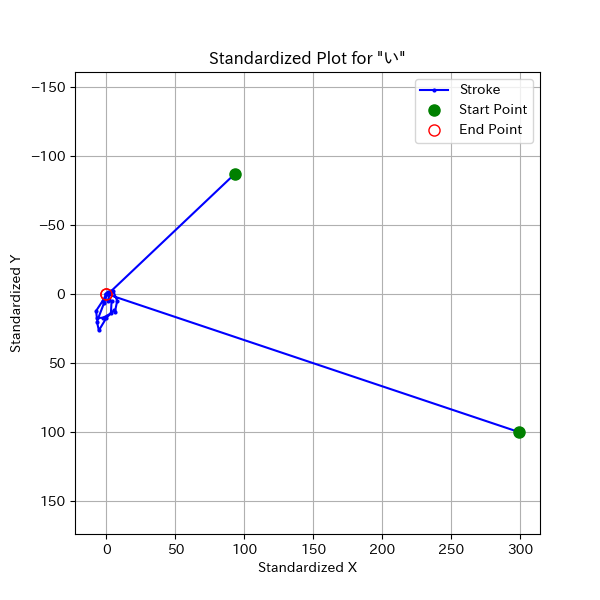 Standardized Plot for "い"
Stroke
Start Point
End Point
Standardized Y
−150
−100
−50
0
50
100
150
0 50 100 150 200 250 300
Standardized X